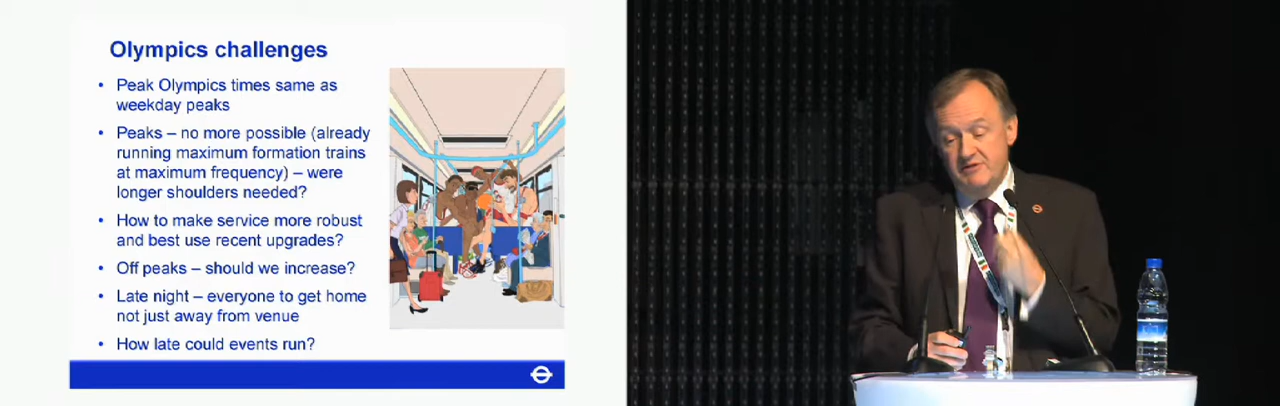 Olympics challenges
• Peak Olympics times same as
weekday peaks
• Peaks – no more possible (already
running maximum formation trains
at maximum frequency) – were
longer shoulders needed?
• How to make service more robust
and best use recent upgrades?
• Off peaks – should we increase?
• Late night – everyone to get home
not just away from venue
• How late could events run?